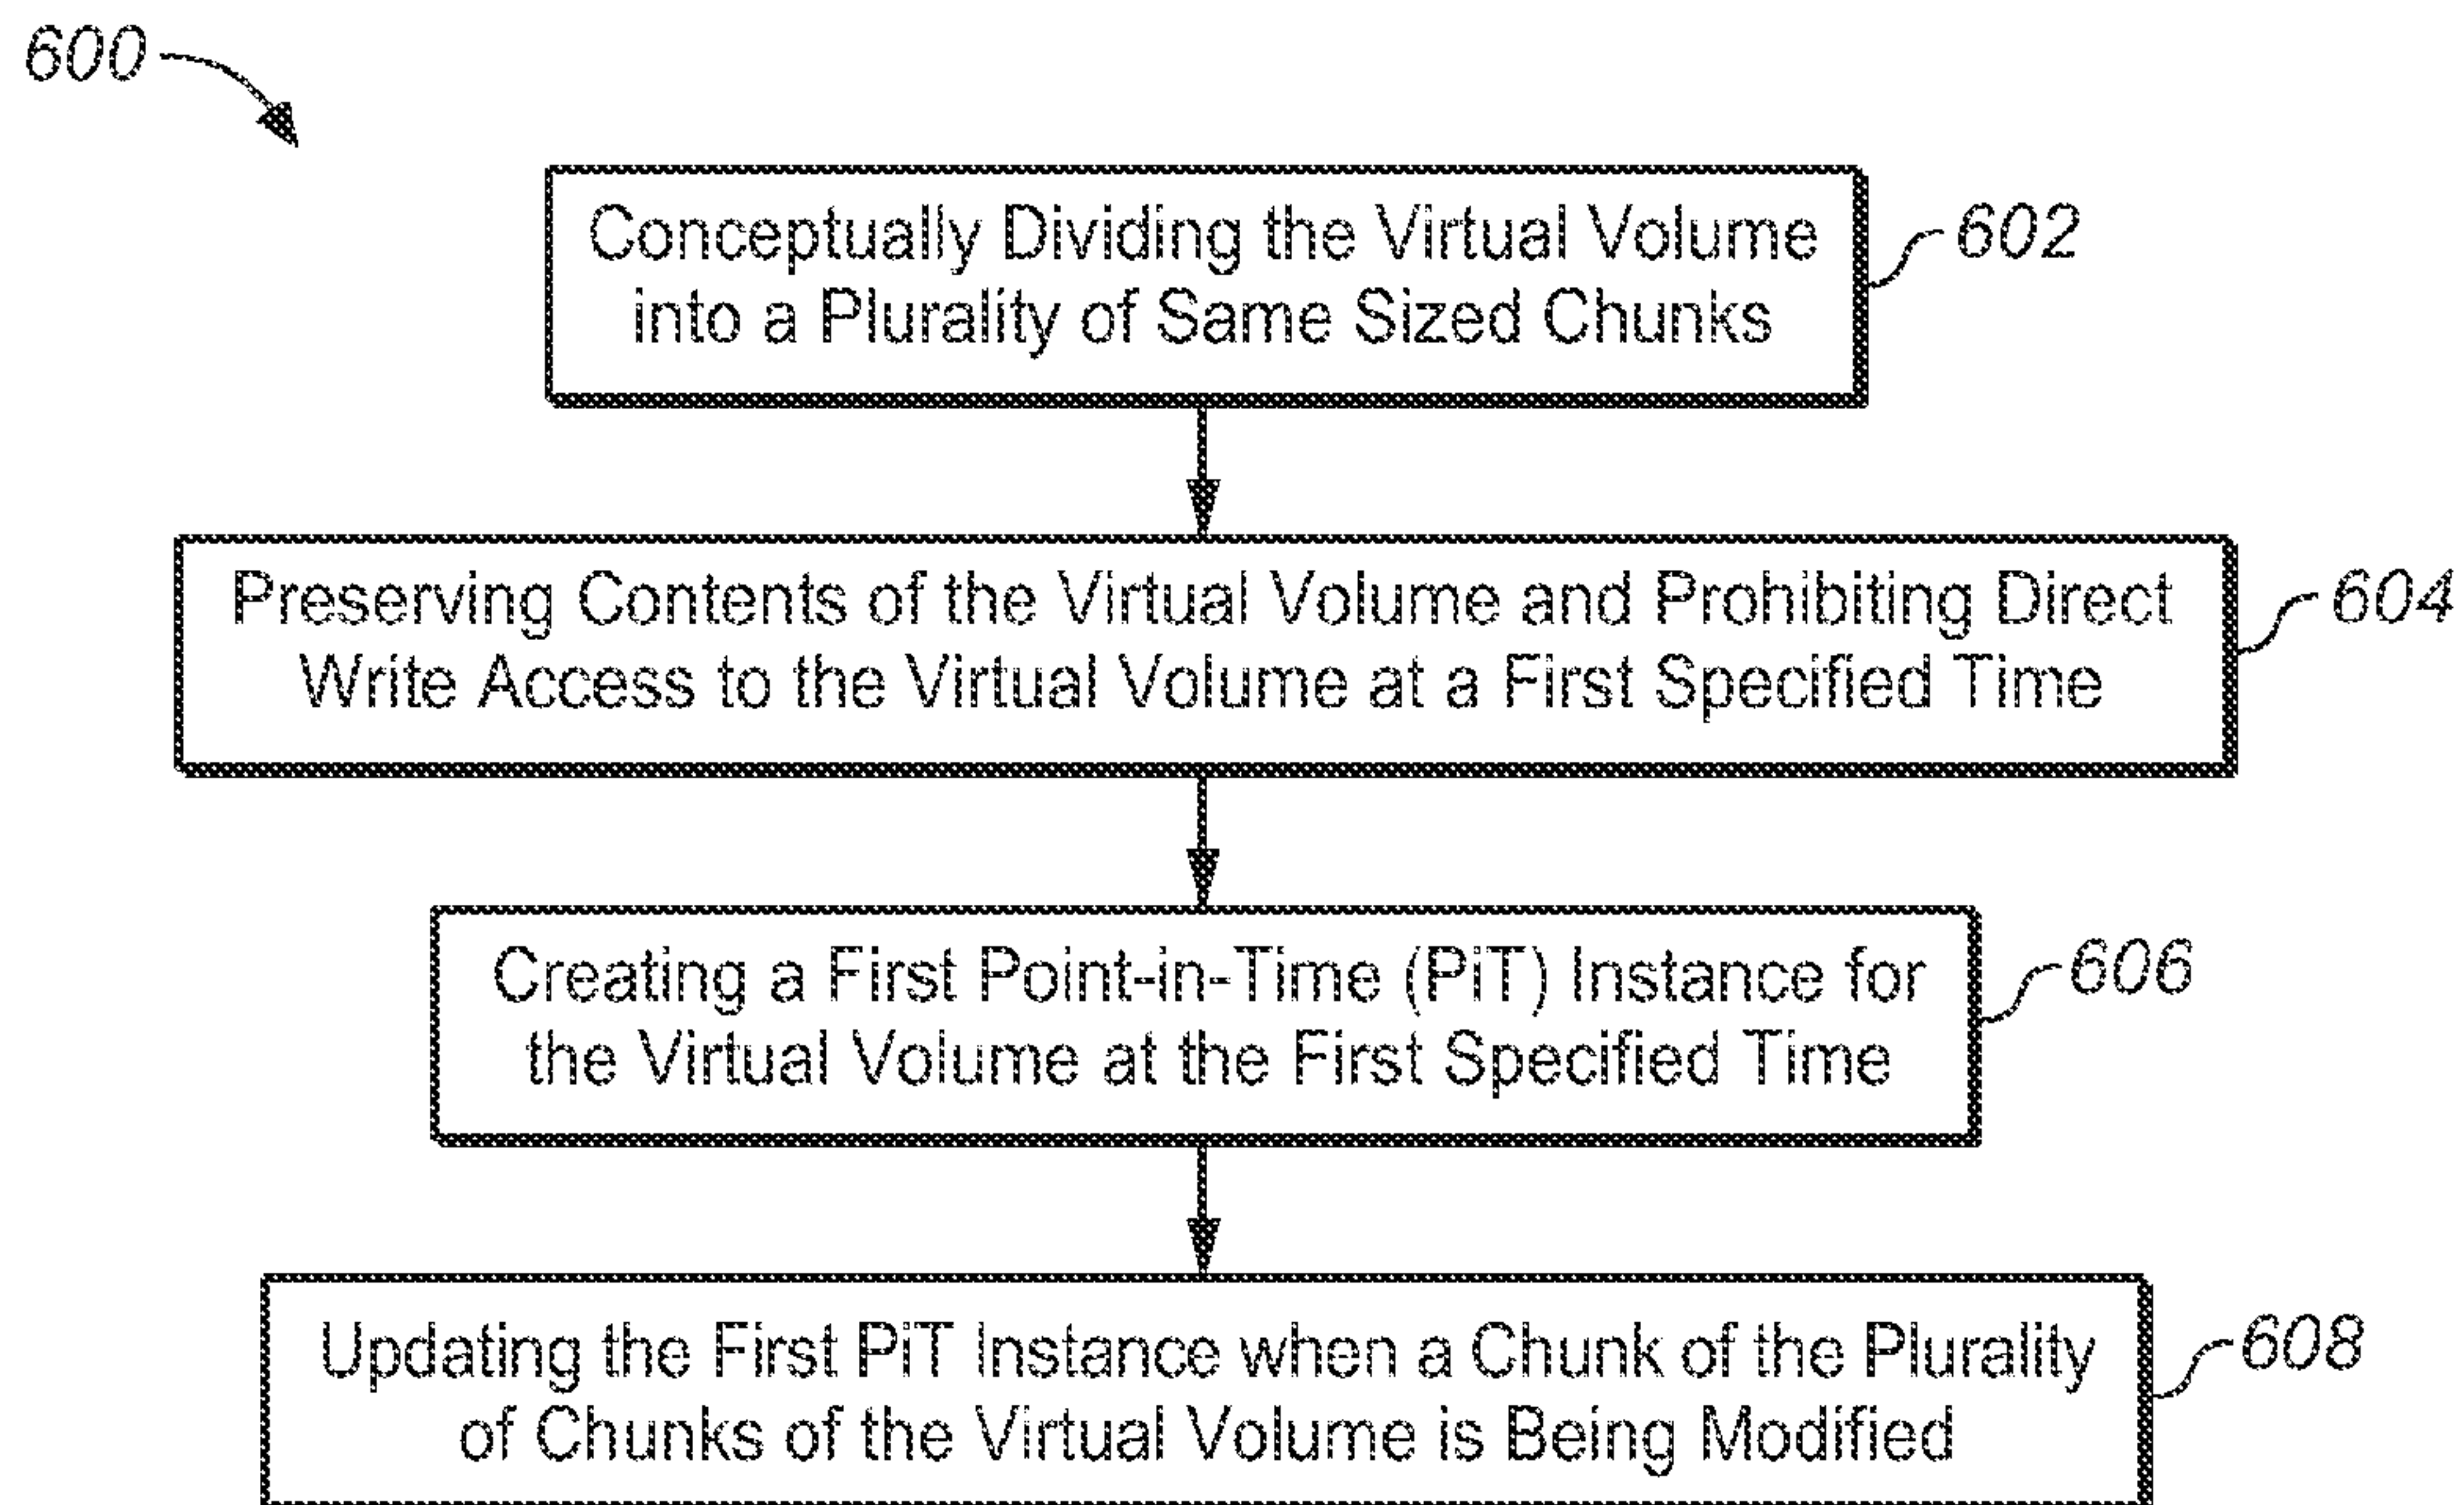 600
Conceptually Dividing the Virtual Volume
into a Plurality of Same Sized Chunks
602
Preserving Contents of the Virtual Volume and Prohibiting Direct
Write Access to the Virtual Volume at a First Specified Time
604
Creating a First Point-in-Time (PiT) Instance for
the Virtual Volume at the First Specified Time
606
Updating the First PiT Instance when a Chunk of the Plurality
of Chunks of the Virtual Volume is Being Modified
608